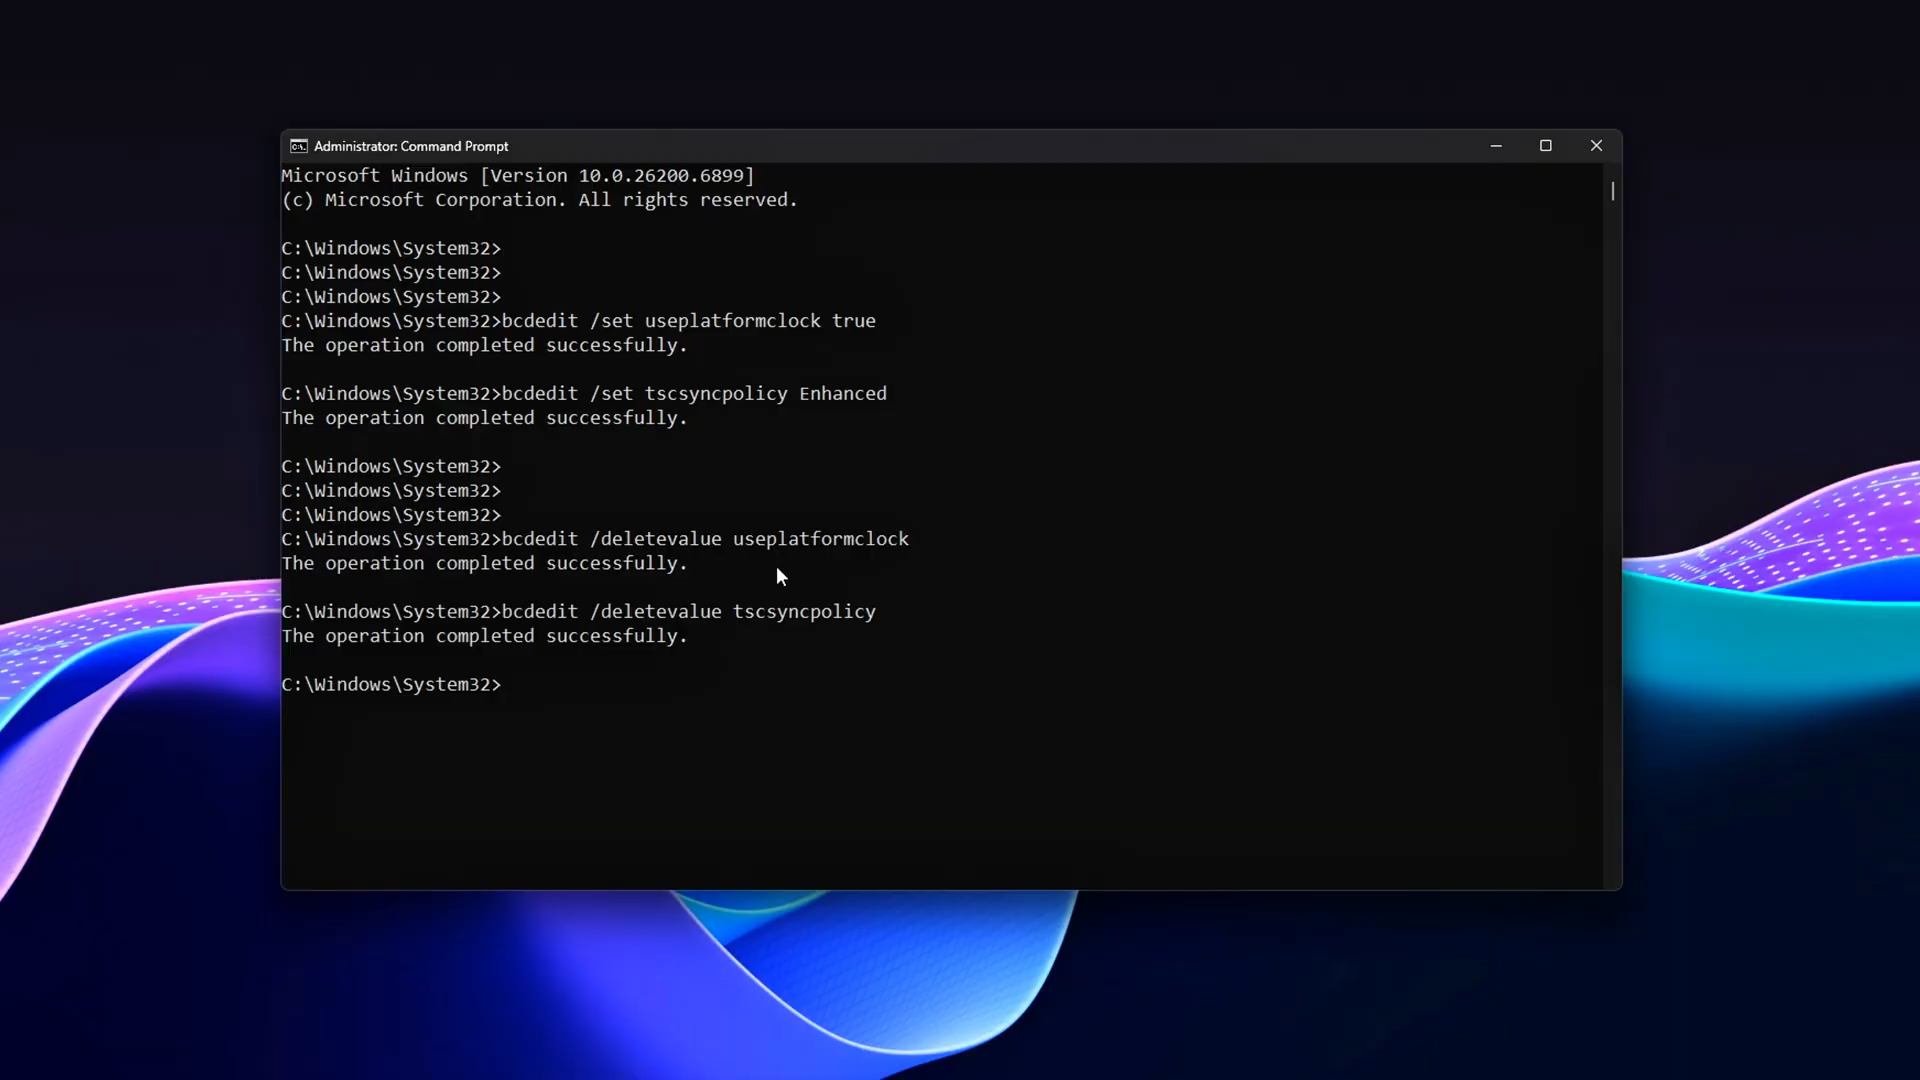 Administrator: Command Prompt
Microsoft Windows [Version 10.0.26200.6899]
(c) Microsoft Corporation. All rights reserved.
C:\Windows\System32>
C:\Windows\System32>
C:\Windows\System32>
C:\Windows\System32>bcdedit /set useplatformclock true
The operation completed successfully.
C:\Windows\System32>bcdedit /set tscsyncpolicy Enhanced
The operation completed successfully.
C:\Windows\System32>
C:\Windows\System32>
C:\Windows\System32>
C:\Windows\System32>bcdedit /deletevalue useplatformclock
The operation completed successfully.
C:\Windows\System32>bcdedit /deletevalue tscsyncpolicy
The operation completed successfully.
C:\Windows\System32>